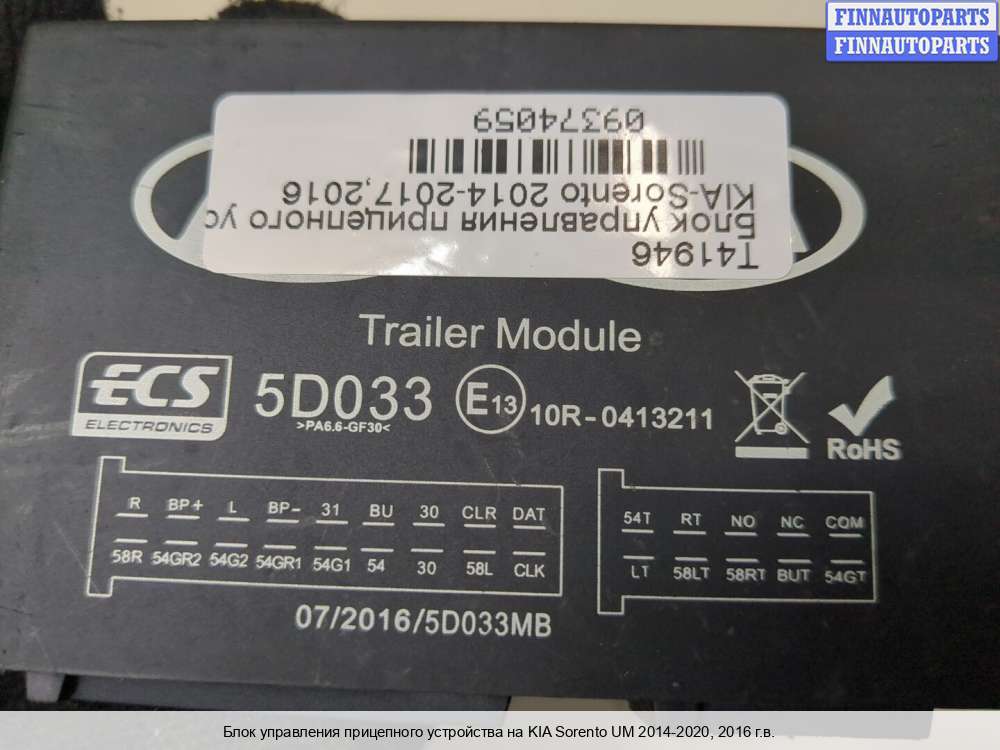 FINNAUTOPARTS
FINNAUTOPARTS
T41946
Блок управления прицепного ус
KIA-Sorento 2014-2017,2016
093774059
Trailer Module
ECS
ELECTRONICS
5D033
>PA6.6-GF30<
E13
10R-0413211
RoHS
R BP+ L BP- 31 BU 30 CLR DAT
58R 54GR2 54G2 54GR1 54G1 54 30 58L CLK
54T RT NO NC COM
LT 58LT 58RT BUT 54GT
07/2016/5D033MB
Блок управления прицепного устройства на KIA Sorento UM 2014-2020, 2016 г.в.